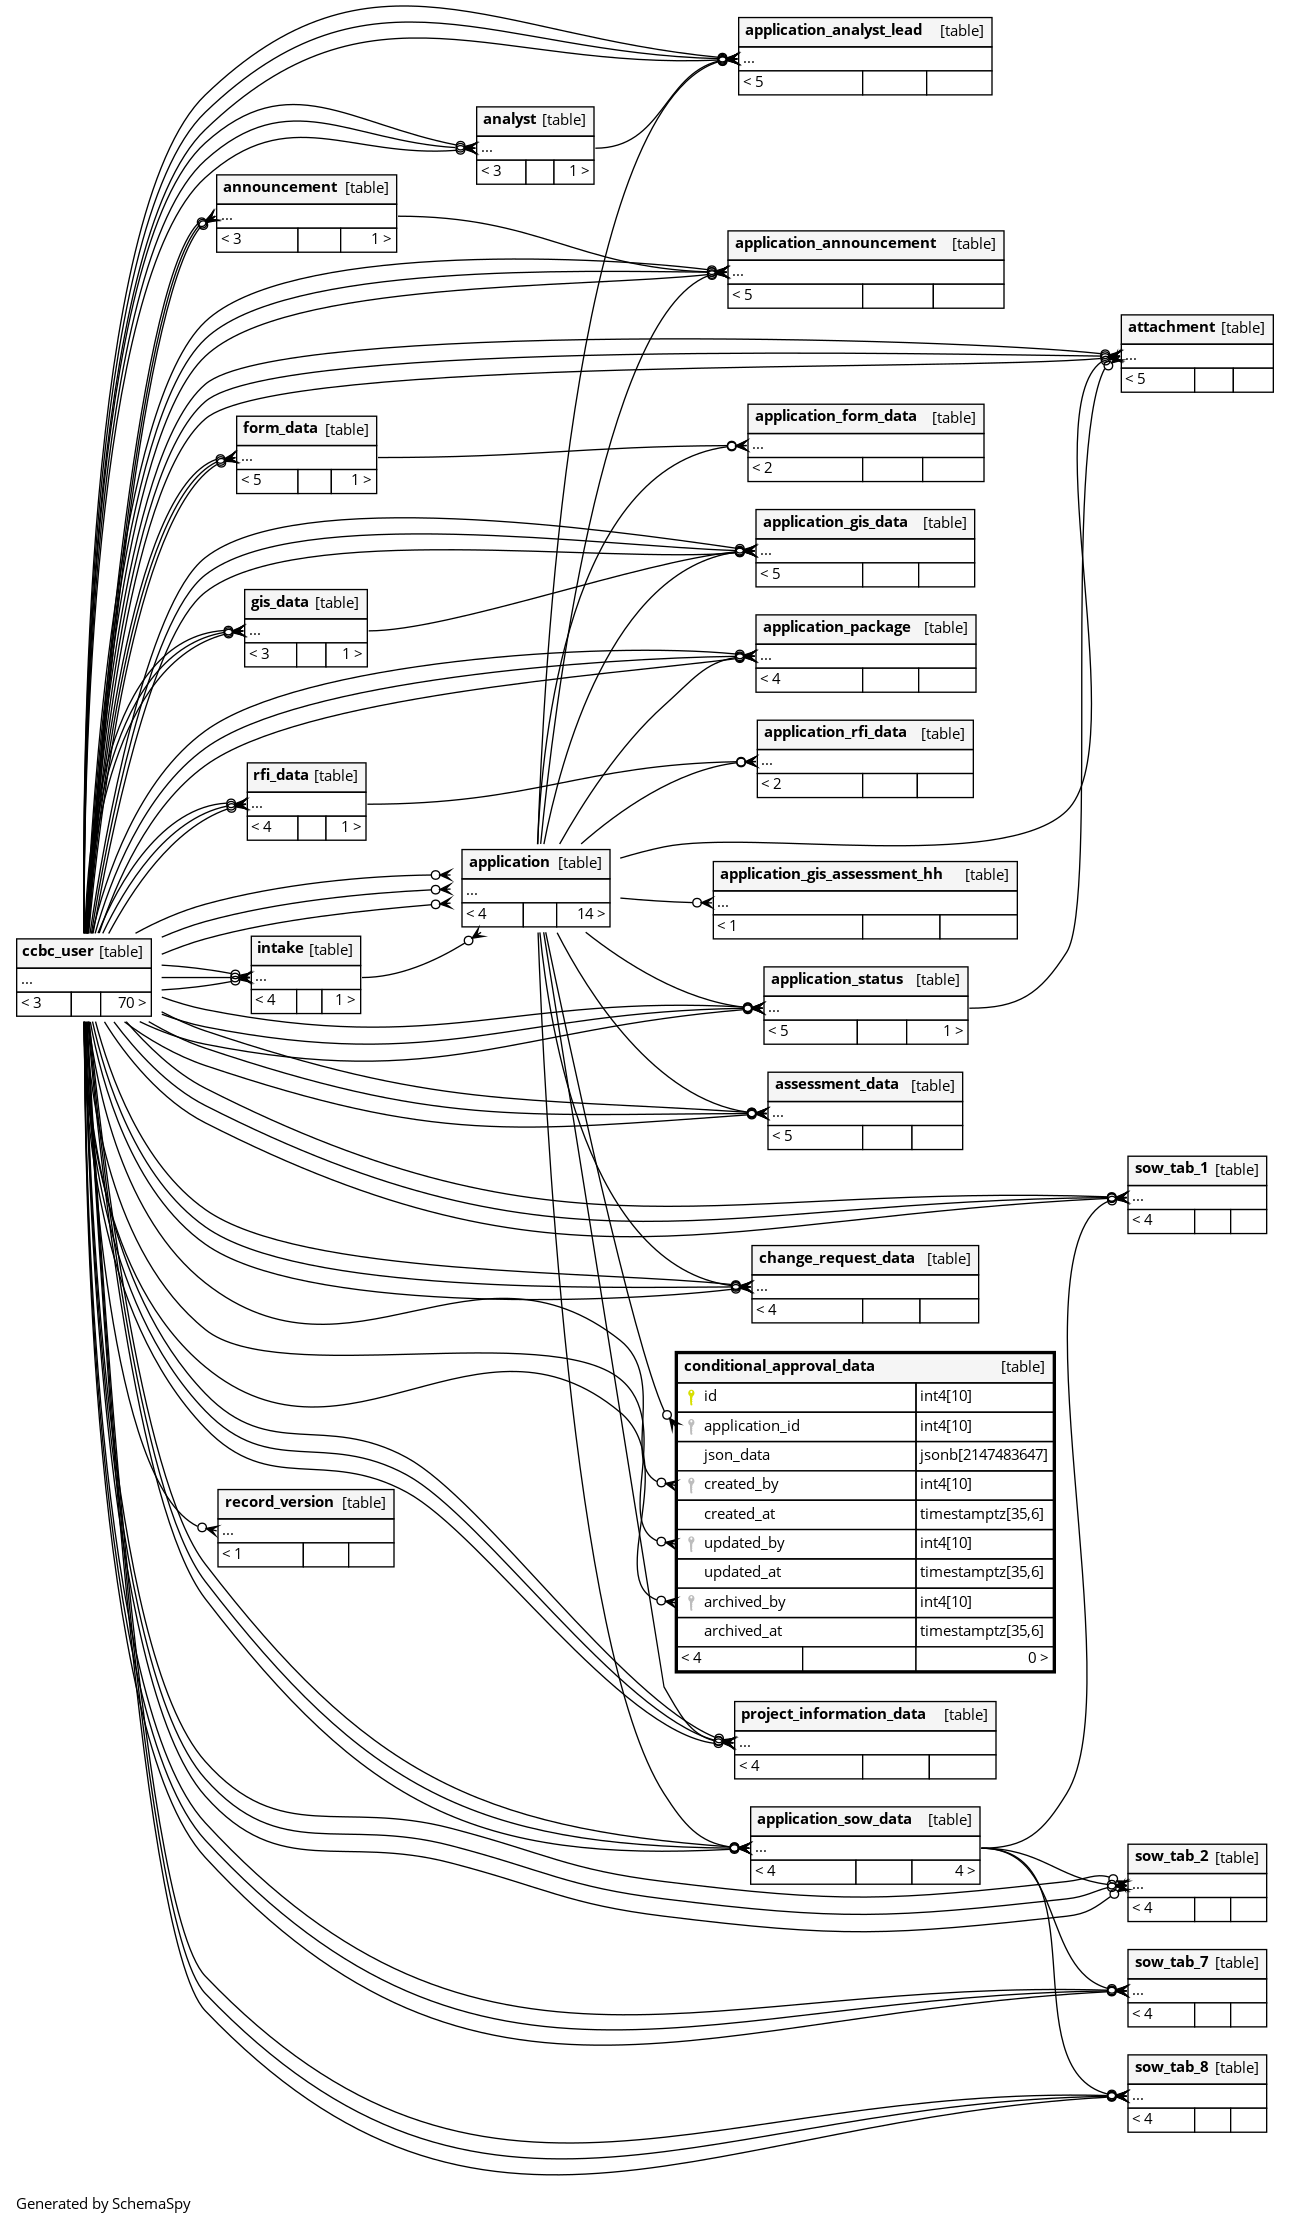 application_analyst_lead [table]
...
< 5
analyst [table]
...
< 3 1 >
announcement [table]
...
< 3 1 >
application_announcement [table]
...
< 5
attachment [table]
...
< 5
application_form_data [table]
...
< 2
form_data [table]
...
< 5 1 >
application_gis_data [table]
...
< 5
gis_data [table]
...
< 3 1 >
application_package [table]
...
< 4
application_rfi_data [table]
...
< 2
rfi_data [table]
...
< 4 1 >
application [table]
...
< 4 14 >
application_gis_assessment_hh [table]
...
< 1
ccbc_user [table]
...
< 3 70 >
intake [table]
...
< 4 1 >
application_status [table]
...
< 5 1 >
assessment_data [table]
...
< 5
sow_tab_1 [table]
...
< 4
change_request_data [table]
...
< 4
conditional_approval_data [table]
id int4[10]
application_id int4[10]
json_data jsonb[2147483647]
created_by int4[10]
created_at timestamptz[35,6]
updated_by int4[10]
updated_at timestamptz[35,6]
archived_by int4[10]
archived_at timestamptz[35,6]
< 4 0 >
record_version [table]
...
< 1
project_information_data [table]
...
< 4
application_sow_data [table]
...
< 4 4 >
sow_tab_2 [table]
...
< 4
sow_tab_7 [table]
...
< 4
sow_tab_8 [table]
...
< 4
Generated by SchemaSpy